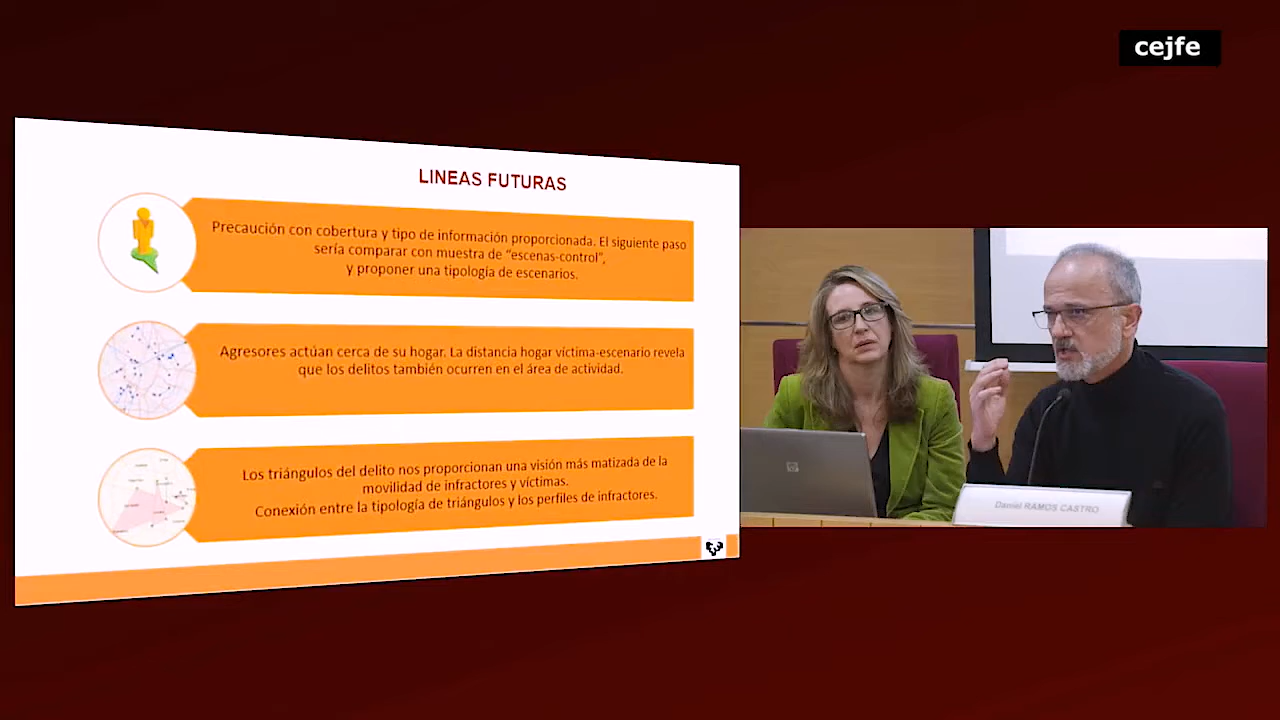 cejfe
LINEAS FUTURAS
Precaución con cobertura y tipo de información proporcionada. El siguiente paso
sería comparar con muestra de "escenas-control",
y proponer una tipología de escenarios.
Agresores actúan cerca de su hogar. La distancia hogar víctima-escenario revela
que los delitos también ocurren en el área de actividad.
Los triángulos del delito nos proporcionan una visión más matizada de la
movilidad de infractores y víctimas.
Conexión entre la tipología de triángulos y los perfiles de infractores.
hp
Daniel RAMOS CASTRO